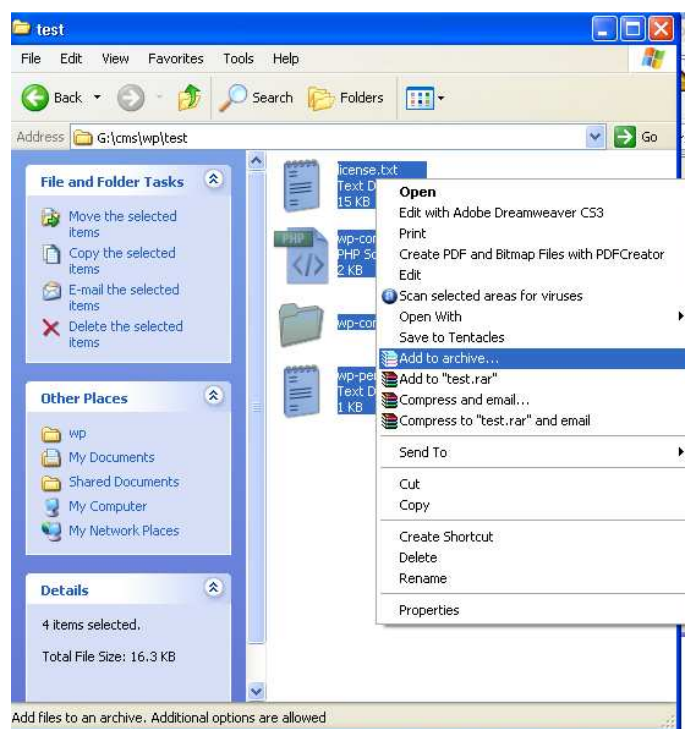 test
File Edit View Favorites Tools Help
Back Search Folders
Address G:\cms\wp\test Go
File and Folder Tasks
Move the selected
items
Copy the selected
items
E-mail the selected
items
Delete the selected
items
Other Places
wp
My Documents
Shared Documents
My Computer
My Network Places
Details
4 items selected.
Total File Size: 16.3 KB
license.txt
Text D
15 KB
PHP
wp-con
PHP Sc
2 KB
wp-con
wp-per
Text D
1 KB
Open
Edit with Adobe Dreamweaver CS3
Print
Create PDF and Bitmap Files with PDFCreator
Edit
Scan selected areas for viruses
Open With
Save to Tentacles
Add to archive...
Add to "test.rar"
Compress and email...
Compress to "test.rar" and email
Send To
Cut
Copy
Create Shortcut
Delete
Rename
Properties
Add files to an archive. Additional options are allowed